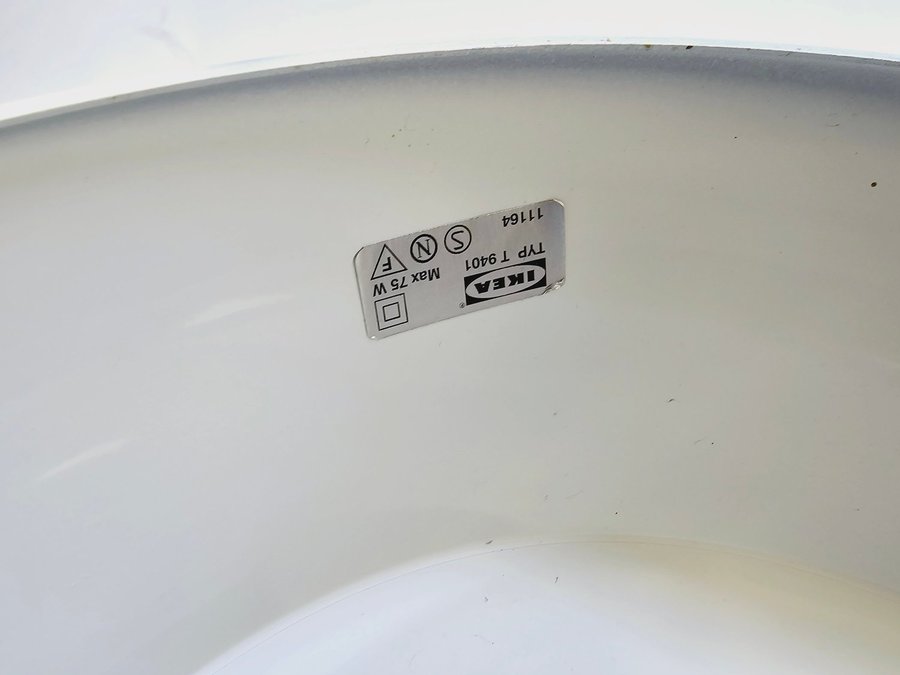 IKEA®
TYP T 9401
Max 75 W
11164
S N F